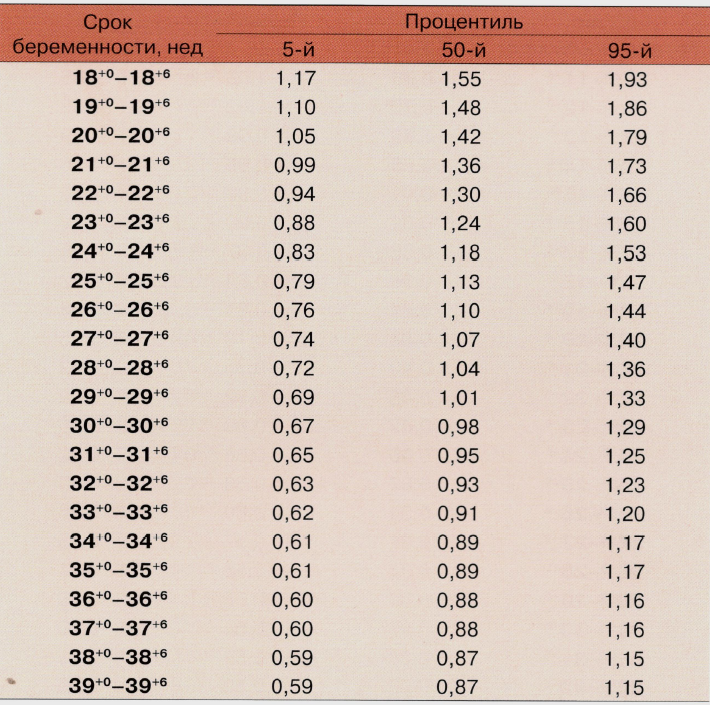 Срок Процентиль
беременности, нед 5-й 50-й 95-й
18+0–18+6 1,17 1,55 1,93
19+0–19+6 1,10 1,48 1,86
20+0–20+6 1,05 1,42 1,79
21+0–21+6 0,99 1,36 1,73
22+0–22+6 0,94 1,30 1,66
23+0–23+6 0,88 1,24 1,60
24+0–24+6 0,83 1,18 1,53
25+0–25+6 0,79 1,13 1,47
26+0–26+6 0,76 1,10 1,44
27+0–27+6 0,74 1,07 1,40
28+0–28+6 0,72 1,04 1,36
29+0–29+6 0,69 1,01 1,33
30+0–30+6 0,67 0,98 1,29
31+0–31+6 0,65 0,95 1,25
32+0–32+6 0,63 0,93 1,23
33+0–33+6 0,62 0,91 1,20
34+0–34+6 0,61 0,89 1,17
35+0–35+6 0,61 0,89 1,17
36+0–36+6 0,60 0,88 1,16
37+0–37+6 0,60 0,88 1,16
38+0–38+6 0,59 0,87 1,15
39+0–39+6 0,59 0,87 1,15